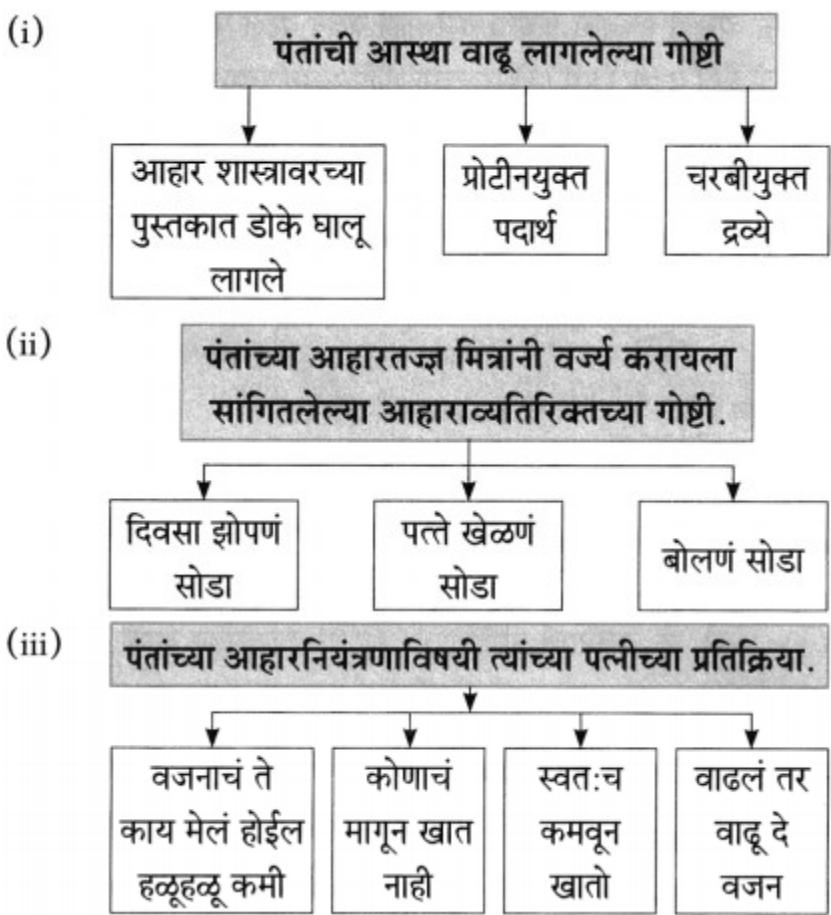 (i)
पंतांची आस्था वाढू लागलेल्या गोष्टी
आहार शास्त्रावरच्या
पुस्तकात डोके घालू
लागले
प्रोटीनयुक्त
पदार्थ
चरबीयुक्त
द्रव्ये
(ii)
पंतांच्या आहारतज्ज्ञ मित्रांनी वर्ज्य करायला
सांगितलेल्या आहाराव्यतिरिक्तच्या गोष्टी.
दिवसा झोपणं
सोडा
पत्ते खेळणं
सोडा
बोलणं सोडा
(iii)
पंतांच्या आहारनियंत्रणाविषयी त्यांच्या पत्नीच्या प्रतिक्रिया.
वजनाचं ते
काय मेलं होईल
हळूहळू कमी
कोणाचं
मागून खात
नाही
स्वत:च
कमवून
खातो
वाढलं तर
वाढू दे
वजन